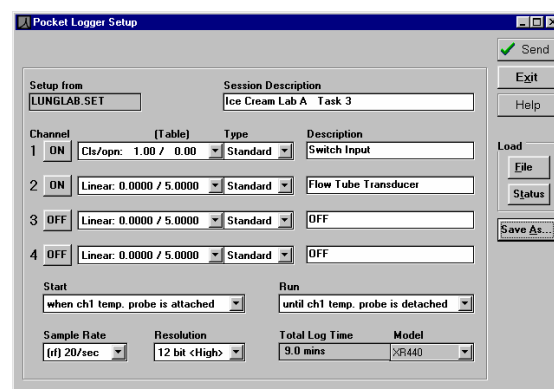 Pocket Logger Setup
Send
Exit
Help
Setup from
Session Description
LUNGLAB.SET
Ice Cream Lab A Task 3
Channel (Table) Type Description
1 ON Cls/opn: 1.00 / 0.00 Standard Switch Input
2 ON Linear: 0.0000 / 5.0000 Standard Flow Tube Transducer
3 OFF Linear: 0.0000 / 5.0000 Standard OFF
4 OFF Linear: 0.0000 / 5.0000 Standard OFF
Load
File
Status
Save As...
Start
Run
when ch1 temp. probe is attached
until ch1 temp. probe is detached
Sample Rate Resolution Total Log Time Model
(rf) 20/sec 12 bit <High> 9.0 mins XR440